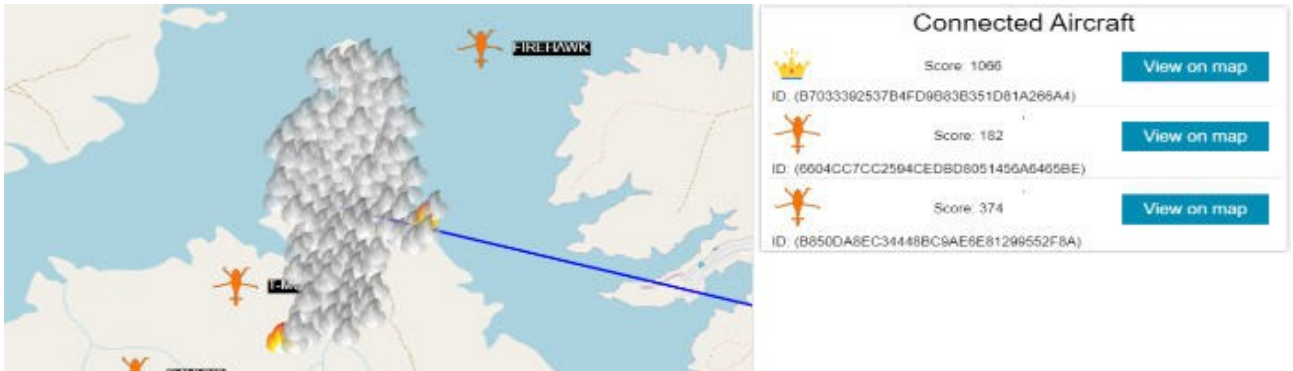 FIREHAWK
Connected Aircraft
Score: 1066
View on map
ID: (B7033392537B4FD9B83B351D81A266A4)
Score: 182
View on map
ID: (6604CC7CC2594CEDBD8051456A6465BE)
Score: 374
View on map
ID: (B850DA8EC34448BC9AE6E81299552F8A)